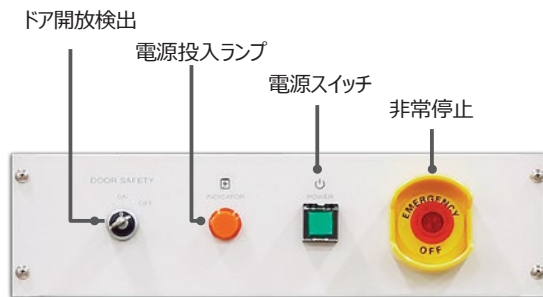 ドア開放検出
電源投入ランプ
電源スイッチ
非常停止
DOOR SAFETY
ON
OFF
INDICATOR
POWER
EMERGENCY
OFF